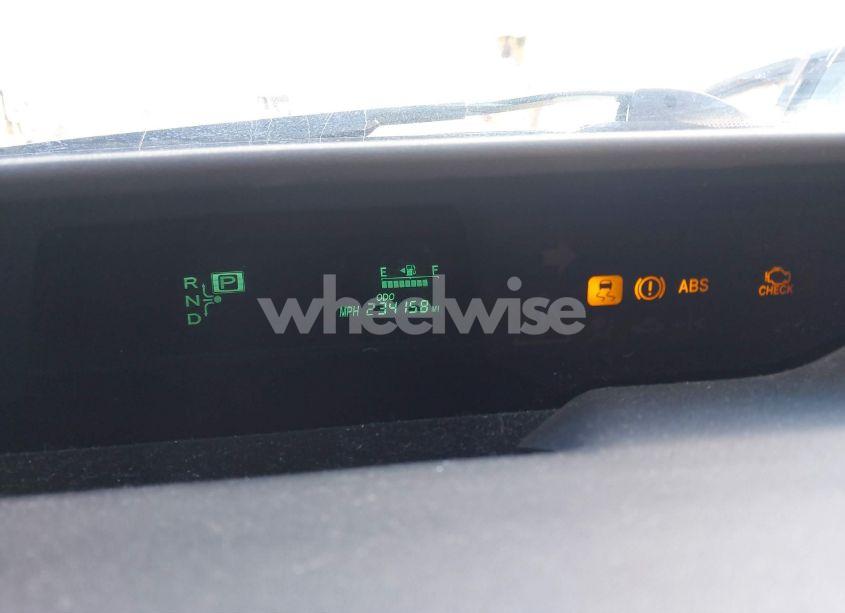 R P
N
D
E F
ODO
MPH 234158 MI
ABS
CHECK
wheelwise